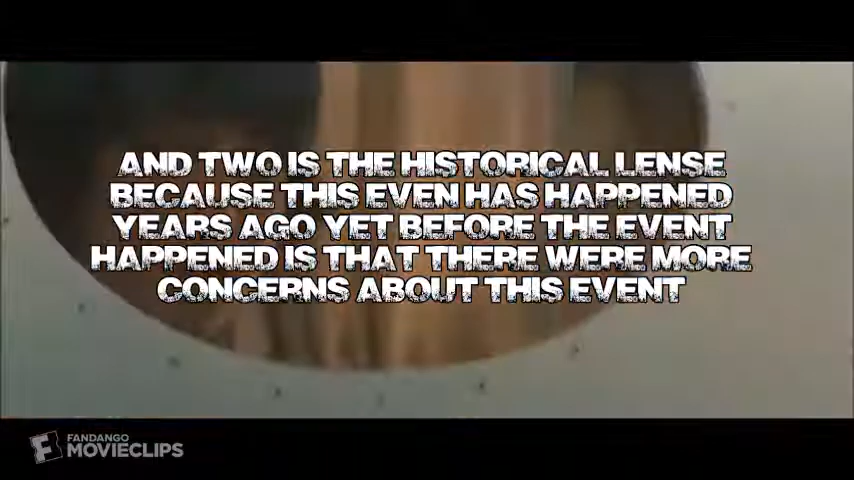 AND TWO IS THE HISTORICAL LENSE
BECAUSE THIS EVEN HAS HAPPENED
YEARS AGO YET BEFORE THE EVENT
HAPPENED IS THAT THERE WERE MORE
CONCERNS ABOUT THIS EVENT
FANDANGO
MOVIECLIPS